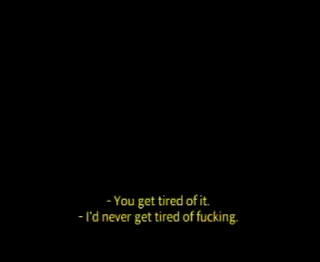 - You get tired of it.
- I'd never get tired of fucking.